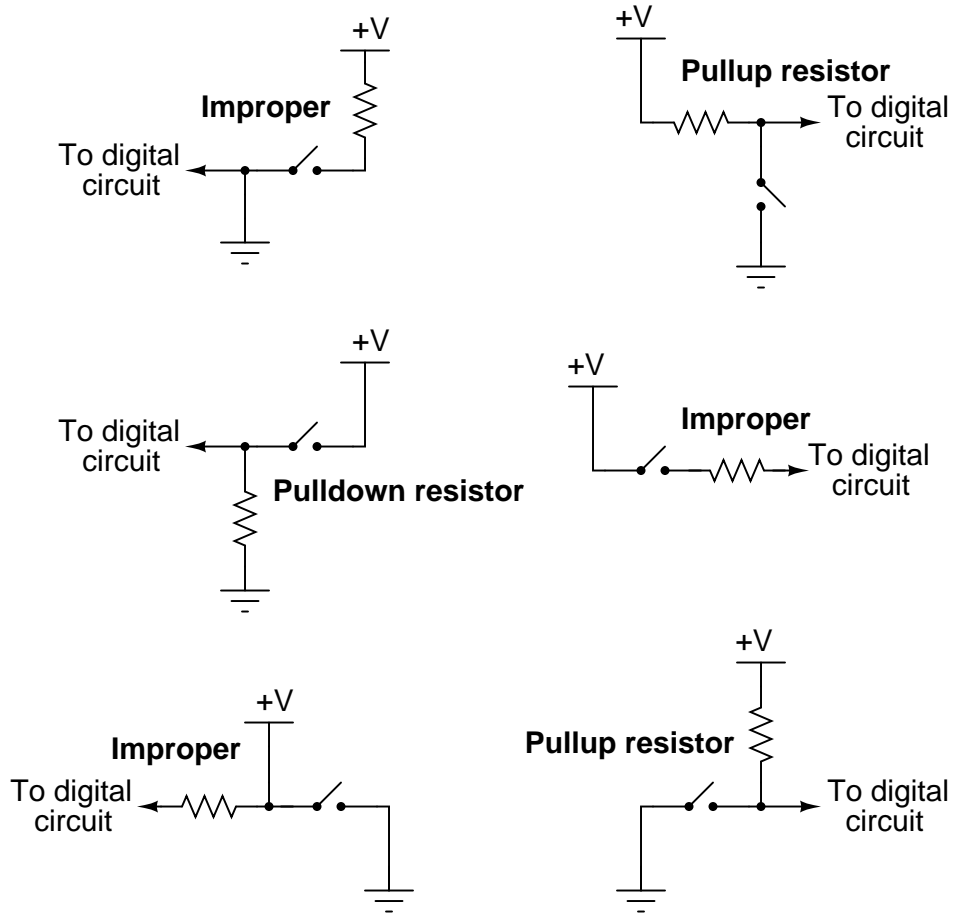 +V
Improper
To digital
circuit
+V
Pullup resistor
To digital
circuit
+V
To digital
circuit
Pulldown resistor
+V
Improper
To digital
circuit
+V
Improper
To digital
circuit
+V
Pullup resistor
To digital
circuit